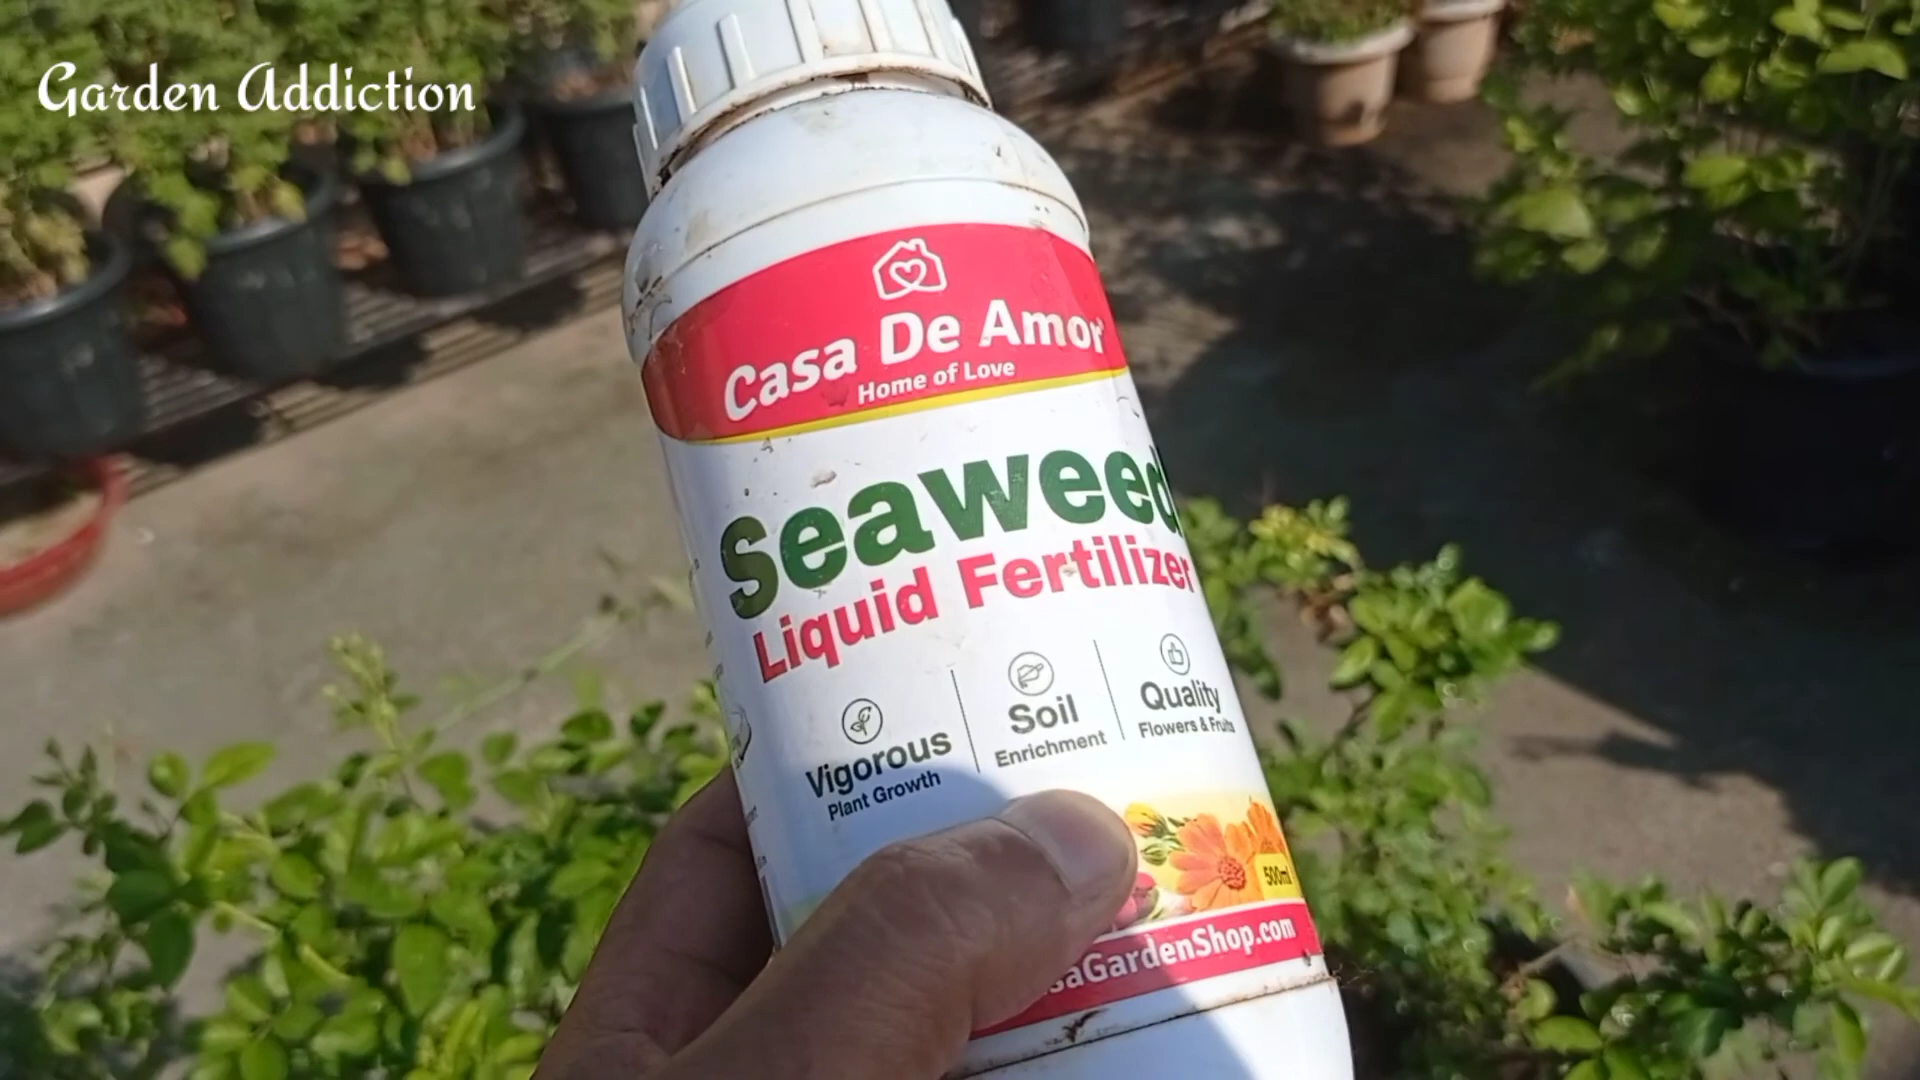 Garden Addiction
Casa De Amor
Home of Love
Seaweed
Liquid Fertilizer
Vigorous
Plant Growth
Soil
Enrichment
Quality
Flowers & Fruits
500ml
saGardenShop.com